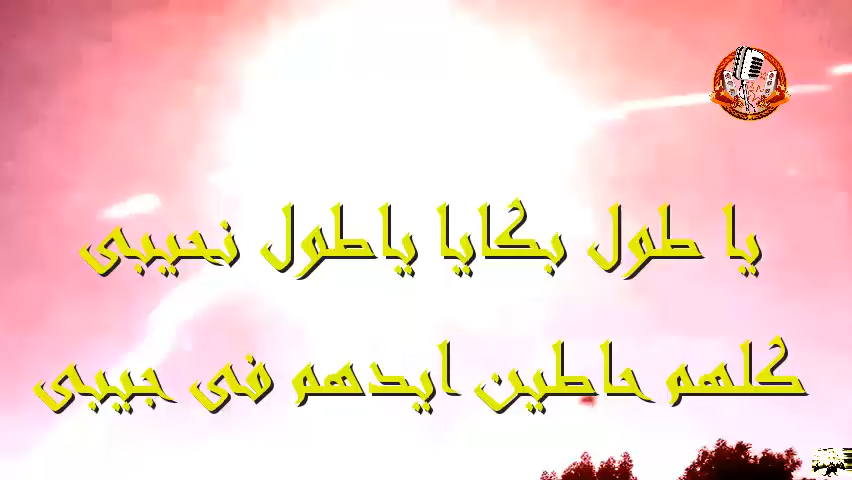 يا طول بكايا ياطول نحيبى
كلهم حاطين ايدهم فى جيبى